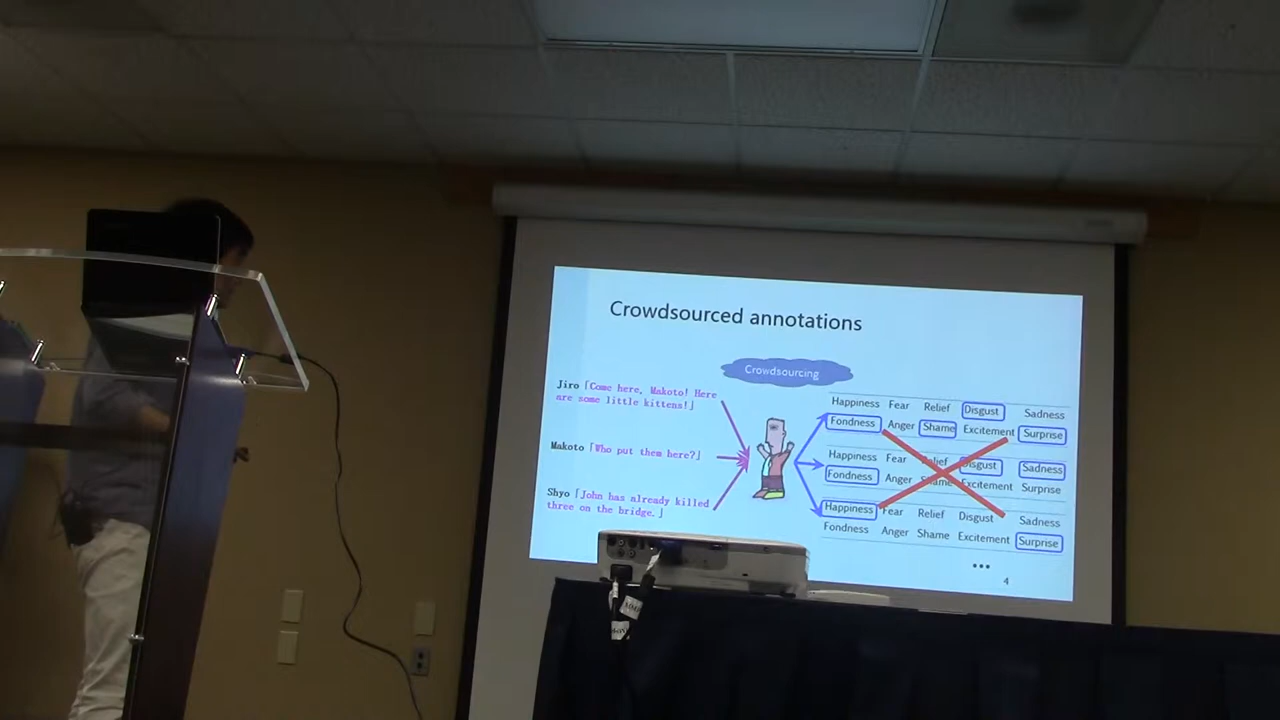 Crowdsourced annotations
Crowdsourcing
Jiro「Come here, Makoto! Here
are some little kittens!」
Makoto「Who put them here?」
Shyo「John has already killed
three on the bridge.」
Happiness Fear Relief Disgust Sadness
Fondness Anger Shame Excitement Surprise
Happiness Fear Relief Disgust Sadness
Fondness Anger Shame Excitement Surprise
Happiness Fear Relief Disgust Sadness
Fondness Anger Shame Excitement Surprise
...
4